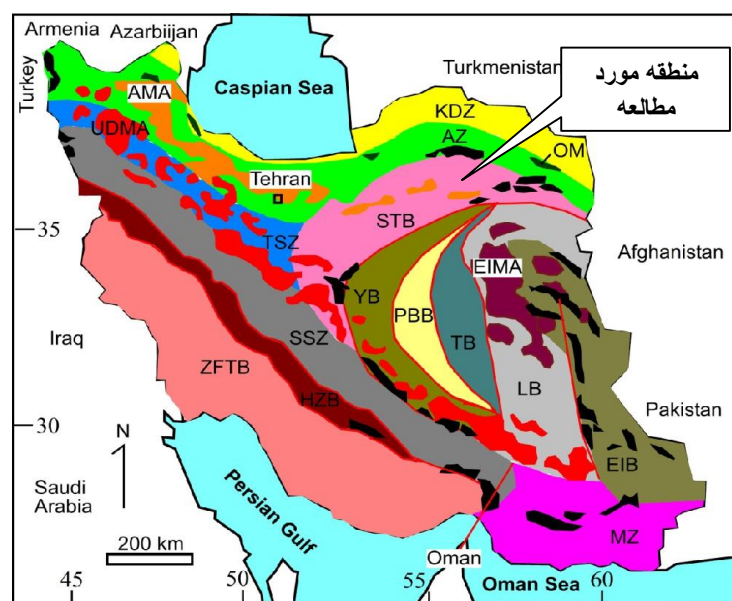 Armenia
Azarbiijan
Turkey
AMA
UDMA
Caspian Sea
Turkmenistan
منطقه مورد
مطالعه
KDZ
AZ
OM
Tehran
STB
35
TSZ
Afghanistan
EIMA
YB
PBB
TB
Iraq
SSZ
ZFTB
HZB
LB
Pakistan
30
N
EIB
Saudi
Arabia
Persian
Gulf
200 km
MZ
Oman
Oman Sea
45
50
55
60